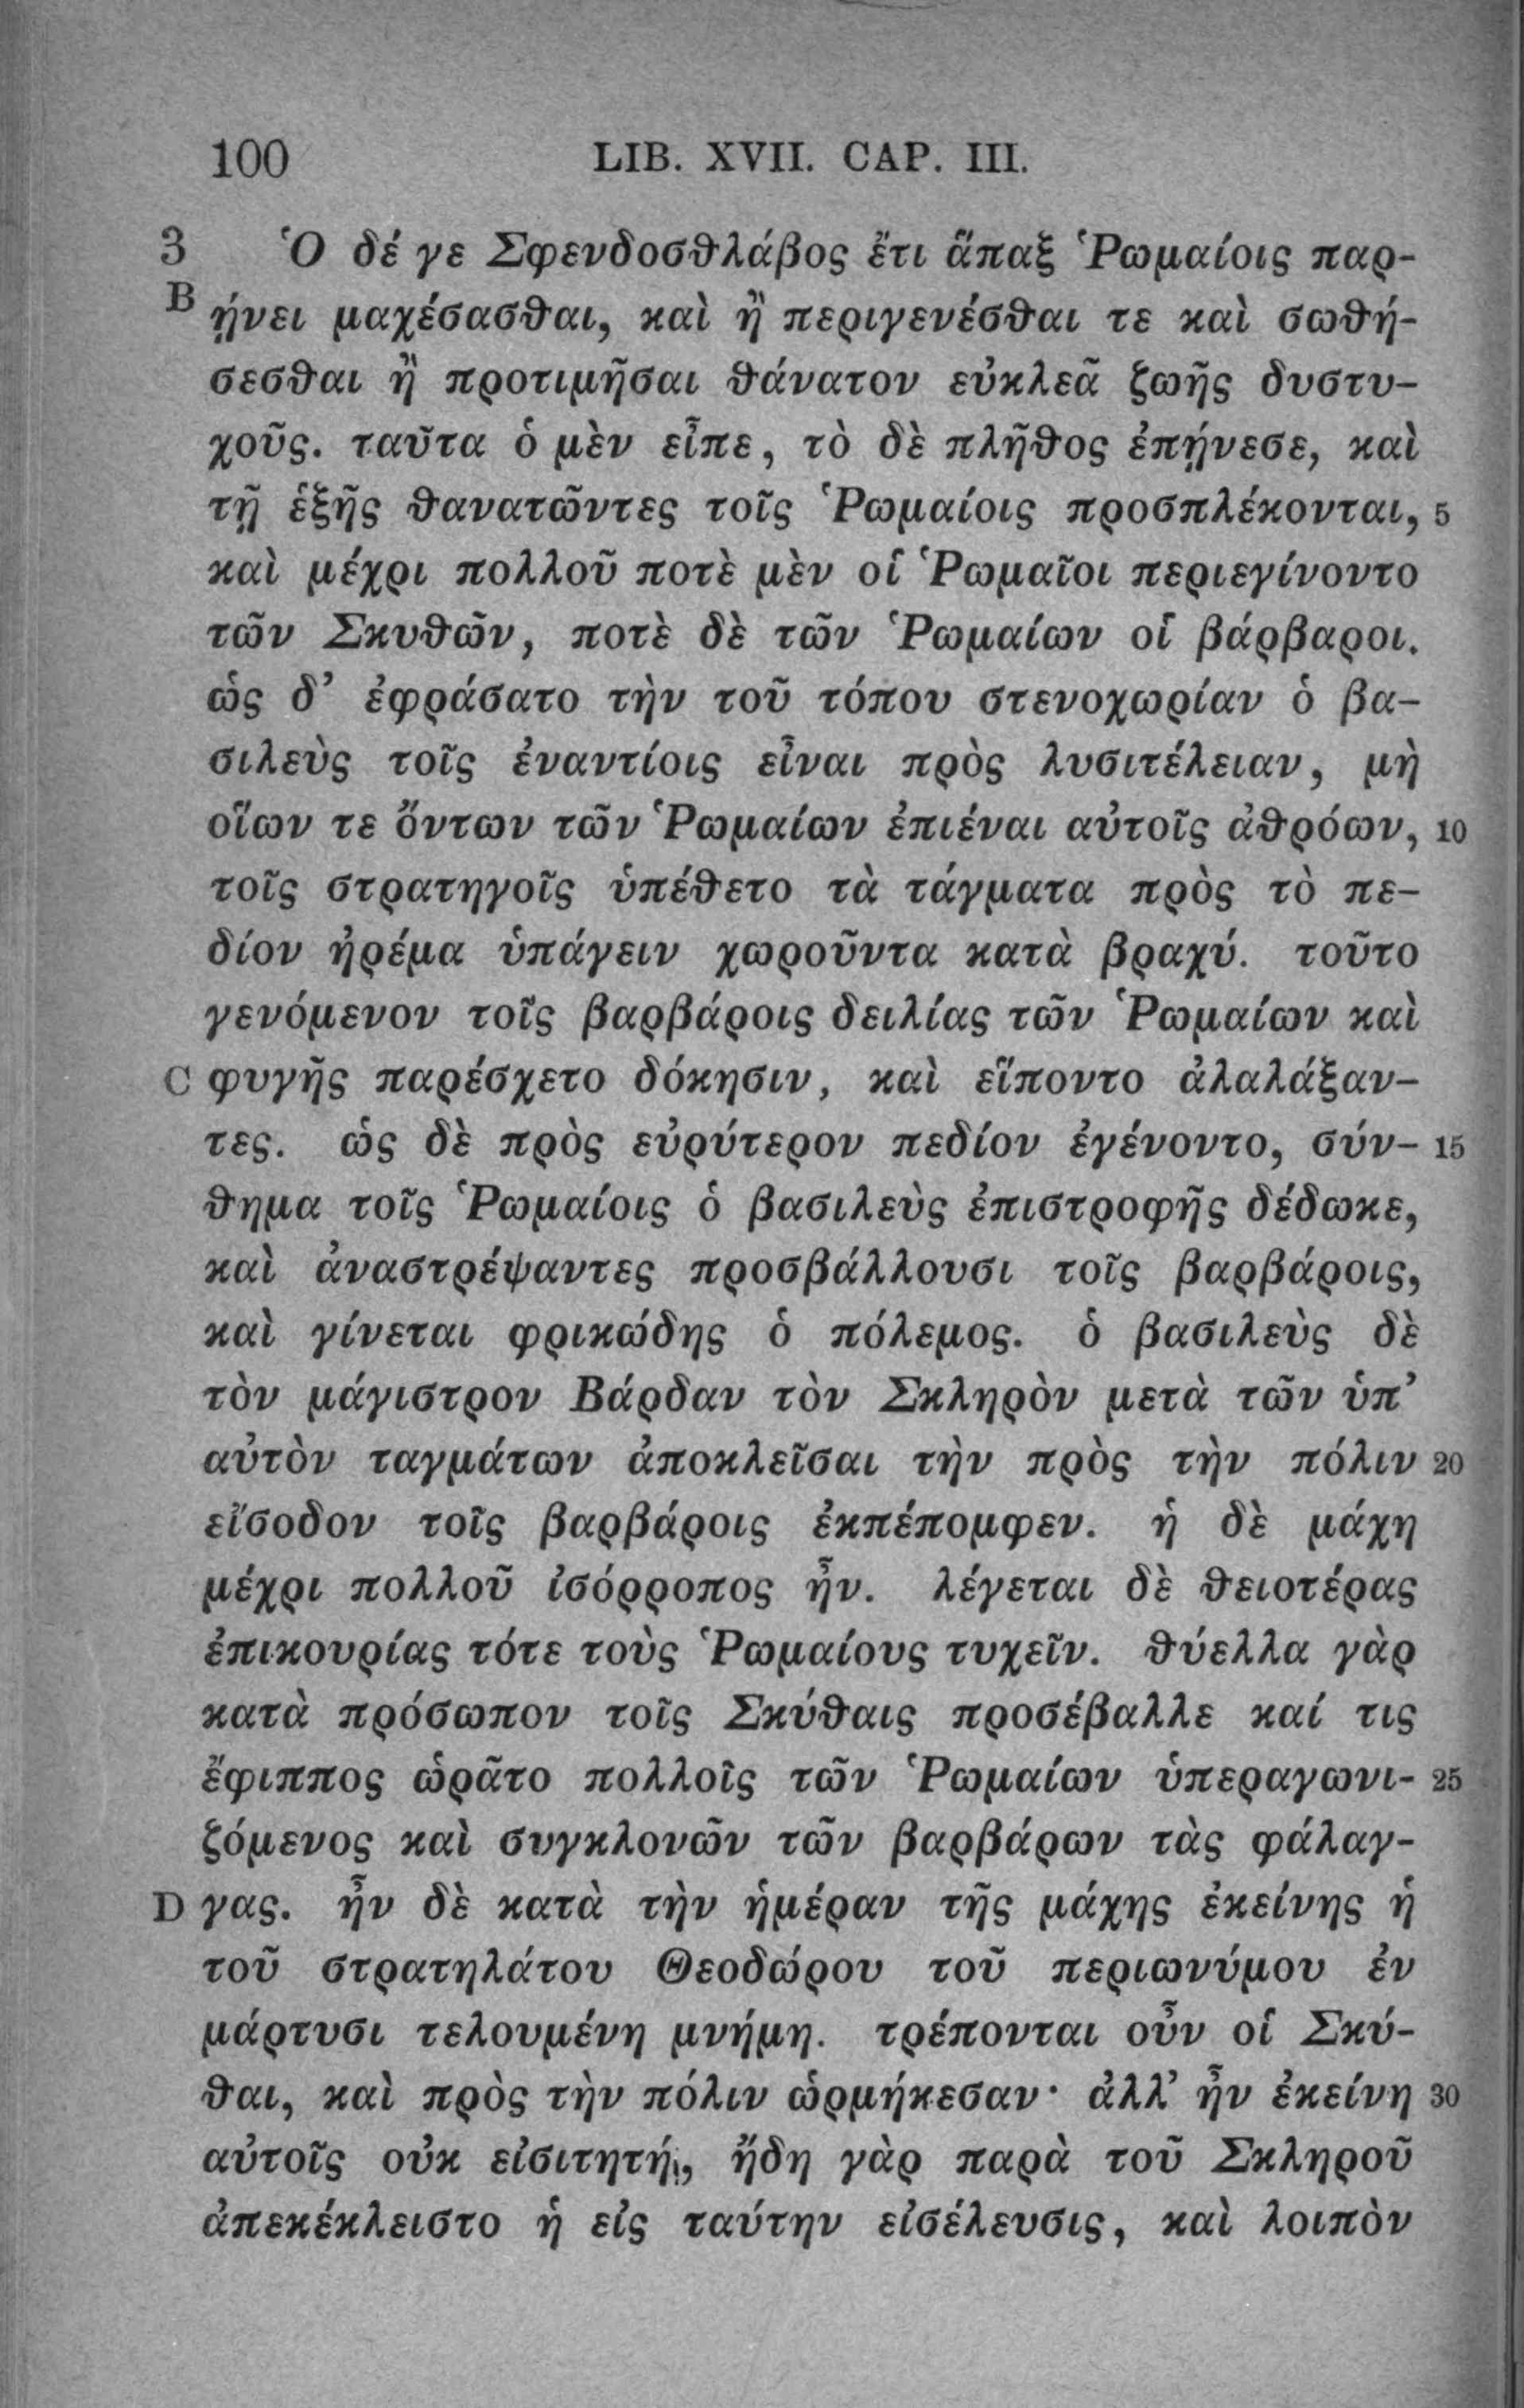 100 LIB. XVII. CAP. III.
3 Ὁ δέ γε Σφενδοσθλάβος ἔτι ἅπαξ Ῥωμαίοις παρ-
B ῄνει μαχέσασθαι, καὶ ἢ περιγενέσθαι τε καὶ σωθή-
σεσθαι ἢ προτιμῆσαι θάνατον εὐκλεᾶ ζωῆς δυστυ-
χοῦς. ταῦτα ὁ μὲν εἶπε, τὸ δὲ πλῆθος ἐπῄνεσε, καὶ
τῇ ἑξῆς θανατῶντες τοῖς Ῥωμαίοις προσπλέκονται, 5
καὶ μέχρι πολλοῦ ποτὲ μὲν οἱ Ῥωμαῖοι περιεγίνοντο
τῶν Σκυθῶν, ποτὲ δὲ τῶν Ῥωμαίων οἱ βάρβαροι.
ὡς δ’ ἐφράσατο τὴν τοῦ τόπου στενοχωρίαν ὁ βα-
σιλεὺς τοῖς ἐναντίοις εἶναι πρὸς λυσιτέλειαν, μὴ
οἵων τε ὄντων τῶν Ῥωμαίων ἐπιέναι αὐτοῖς ἀθρόων, 10
τοῖς στρατηγοῖς ὑπέθετο τὰ τάγματα πρὸς τὸ πε-
δίον ἠρέμα ὑπάγειν χωροῦντα κατὰ βραχύ. τοῦτο
γενόμενον τοῖς βαρβάροις δειλίας τῶν Ῥωμαίων καὶ
C φυγῆς παρέσχετο δόκησιν, καὶ εἵποντο ἀλαλάξαν-
τες. ὡς δὲ πρὸς εὐρύτερον πεδίον ἐγένοντο, σύν- 15
θημα τοῖς Ῥωμαίοις ὁ βασιλεὺς ἐπιστροφῆς δέδωκε,
καὶ ἀναστρέψαντες προσβάλλουσι τοῖς βαρβάροις,
καὶ γίνεται φρικώδης ὁ πόλεμος. ὁ βασιλεὺς δὲ
τὸν μάγιστρον Βάρδαν τὸν Σκληρὸν μετὰ τῶν ὑπ’
αὐτὸν ταγμάτων ἀποκλεῖσαι τὴν πρὸς τὴν πόλιν 20
εἴσοδον τοῖς βαρβάροις ἐκπέπομφεν. ἡ δὲ μάχη
μέχρι πολλοῦ ἰσόρροπος ἦν. λέγεται δὲ θειοτέρας
ἐπικουρίας τότε τοὺς Ῥωμαίους τυχεῖν. θύελλα γὰρ
κατὰ πρόσωπον τοῖς Σκύθαις προσέβαλλε καί τις
ἔφιππος ὡρᾶτο πολλοῖς τῶν Ῥωμαίων ὑπεραγωνι- 25
ζόμενος καὶ συγκλονῶν τῶν βαρβάρων τὰς φάλαγ-
D γας. ἦν δὲ κατὰ τὴν ἡμέραν τῆς μάχης ἐκείνης ἡ
τοῦ στρατηλάτου Θεοδώρου τοῦ περιωνύμου ἐν
μάρτυσι τελουμένη μνήμη. τρέπονται οὖν οἱ Σκύ-
θαι, καὶ πρὸς τὴν πόλιν ὡρμήκεσαν· ἀλλ’ ἦν ἐκείνη 30
αὐτοῖς οὐκ εἰσιτητή, ἤδη γὰρ παρὰ τοῦ Σκληροῦ
ἀπεκέκλειστο ἡ εἰς ταύτην εἰσέλευσις, καὶ λοιπὸν